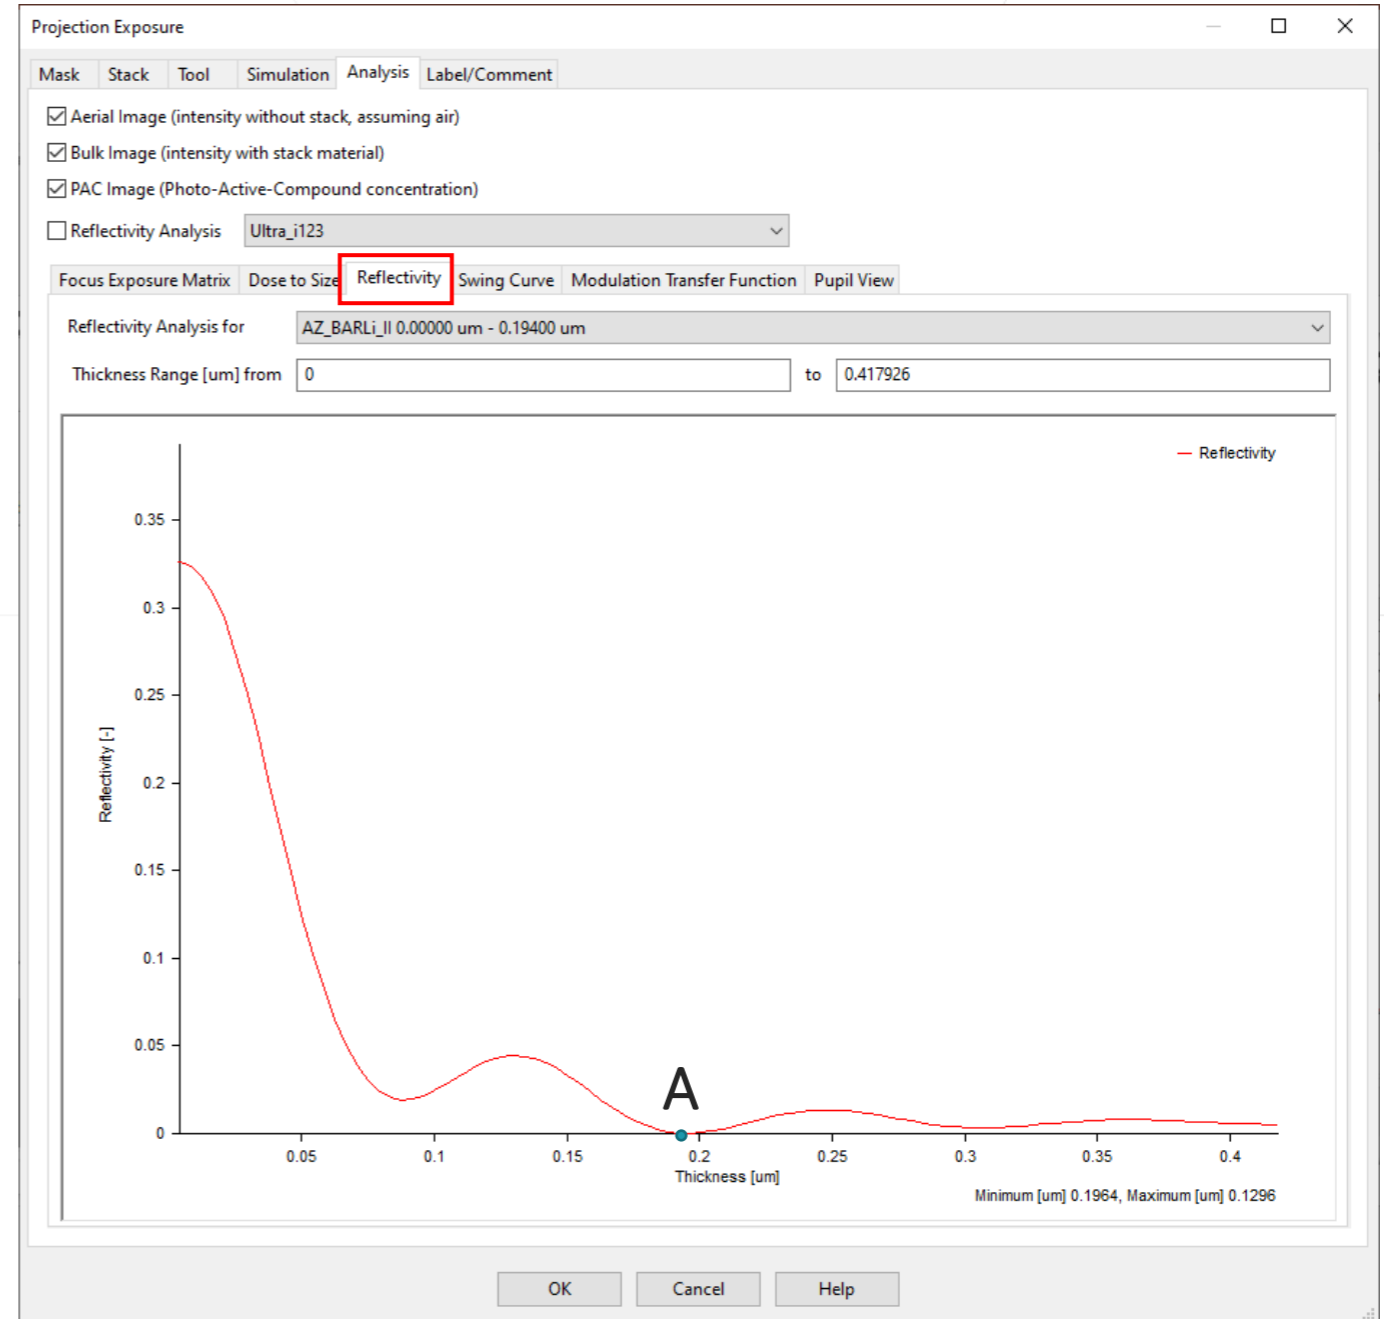 Projection Exposure
Mask Stack Tool Simulation Analysis Label/Comment
Aerial Image (intensity without stack, assuming air)
Bulk Image (intensity with stack material)
PAC Image (Photo-Active-Compound concentration)
Reflectivity Analysis Ultra_i123
Focus Exposure Matrix Dose to Size Reflectivity Swing Curve Modulation Transfer Function Pupil View
Reflectivity Analysis for AZ_BARLi_II 0.00000 um - 0.19400 um
Thickness Range [um] from 0 to 0.417926
Reflectivity
0.35
0.3
0.25
0.2
0.15
0.1
0.05
0
Reflectivity [-]
A
0.05 0.1 0.15 0.2 0.25 0.3 0.35 0.4
Thickness [um]
Minimum [um] 0.1964, Maximum [um] 0.1296
OK Cancel Help